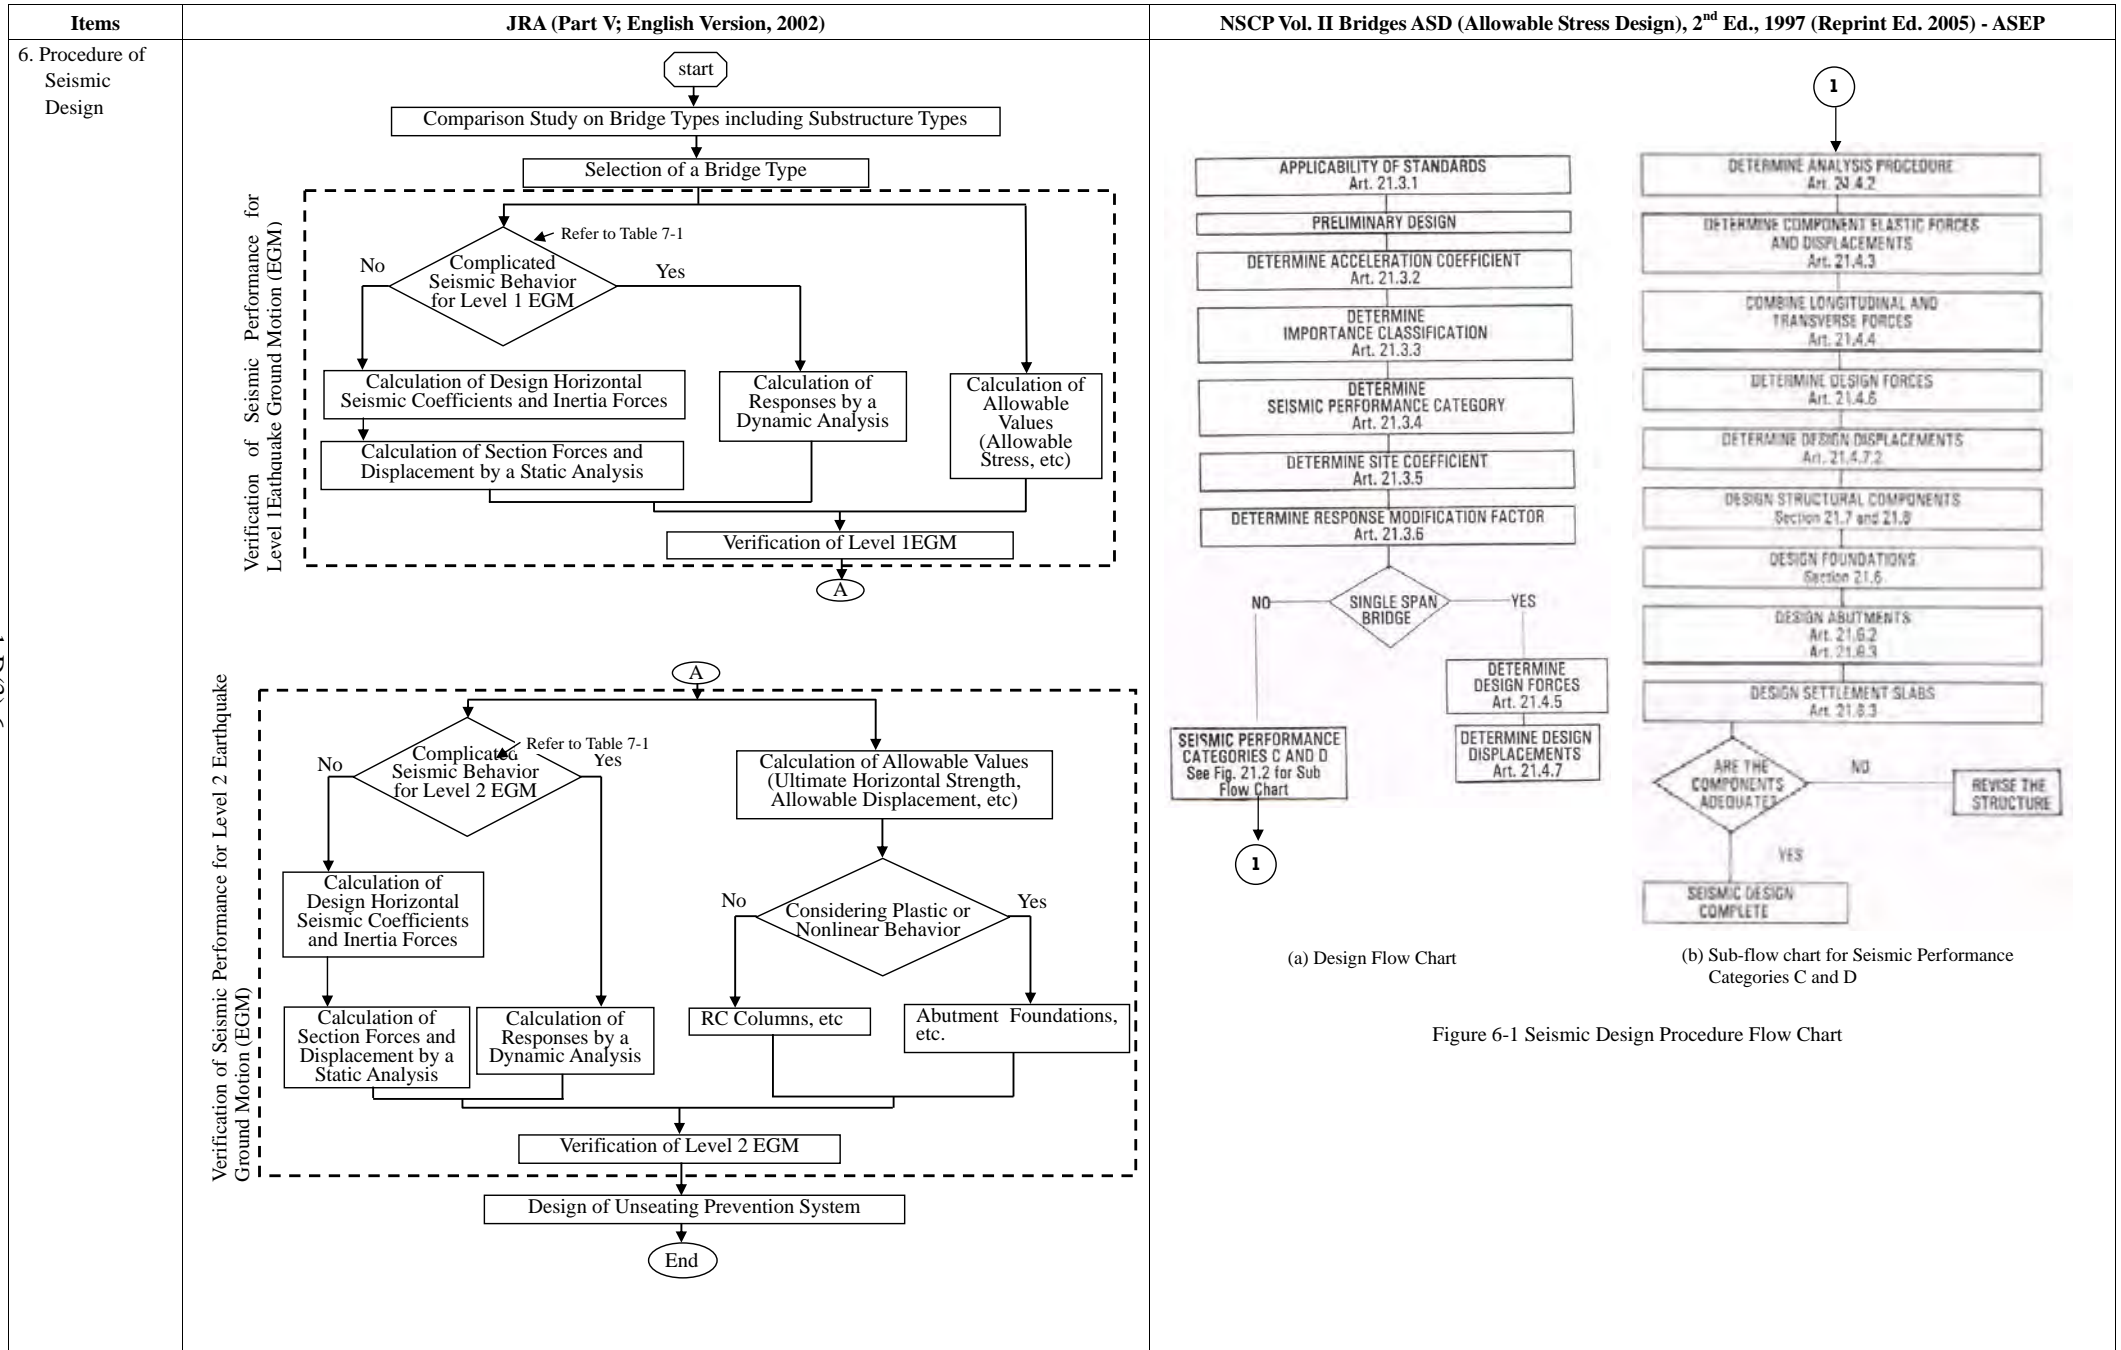 Items
JRA (Part V; English Version, 2002)
NSCP Vol. II Bridges ASD (Allowable Stress Design), 2nd Ed., 1997 (Reprint Ed. 2005) - ASEP
6. Procedure of
Seismic
Design
start
Comparison Study on Bridge Types including Substructure Types
Selection of a Bridge Type
Verification of Seismic Performance for
Level 1Eathquake Ground Motion (EGM)
Refer to Table 7-1
No
Complicated
Seismic Behavior
for Level 1 EGM
Yes
Calculation of Design Horizontal
Seismic Coefficients and Inertia Forces
Calculation of Section Forces and
Displacement by a Static Analysis
Calculation of
Responses by a
Dynamic Analysis
Calculation of
Allowable
Values
(Allowable
Stress, etc)
Verification of Level 1EGM
A
A
Verification of Seismic Performance for Level 2 Earthquake
Ground Motion (EGM)
Refer to Table 7-1
No
Complicated
Seismic Behavior
for Level 2 EGM
Yes
Calculation of Allowable Values
(Ultimate Horizontal Strength,
Allowable Displacement, etc)
Calculation of
Design Horizontal
Seismic Coefficients
and Inertia Forces
No
Considering Plastic or
Nonlinear Behavior
Yes
Calculation of
Section Forces and
Displacement by a
Static Analysis
Calculation of
Responses by a
Dynamic Analysis
RC Columns, etc
Abutment Foundations,
etc.
Verification of Level 2 EGM
Design of Unseating Prevention System
End
APPLICABILITY OF STANDARDS
Art. 21.3.1
PRELIMINARY DESIGN
DETERMINE ACCELERATION COEFFICIENT
Art. 21.3.2
DETERMINE
IMPORTANCE CLASSIFICATION
Art. 21.3.3
DETERMINE
SEISMIC PERFORMANCE CATEGORY
Art. 21.3.4
DETERMINE SITE COEFFICIENT
Art. 21.3.5
DETERMINE RESPONSE MODIFICATION FACTOR
Art. 21.3.6
NO
SINGLE SPAN
BRIDGE
YES
DETERMINE
DESIGN FORCES
Art. 21.4.5
DETERMINE DESIGN
DISPLACEMENTS
Art. 21.4.7
SEISMIC PERFORMANCE
CATEGORIES C AND D
See Fig. 21.2 for Sub
Flow Chart
1
(a) Design Flow Chart
1
DETERMINE ANALYSIS PROCEDURE
Art. 21.4.2
DETERMINE COMPONENT ELASTIC FORCES
AND DISPLACEMENTS
Art. 21.4.3
COMBINE LONGITUDINAL AND
TRANSVERSE FORCES
Art. 21.4.4
DETERMINE DESIGN FORCES
Art. 21.4.6
DETERMINE DESIGN DISPLACEMENTS
Art. 21.4.7.2
DESIGN STRUCTURAL COMPONENTS
Section 21.7 and 21.8
DESIGN FOUNDATIONS
Section 21.6
DESIGN ABUTMENTS
Art. 21.6.2
Art. 21.6.3
DESIGN SETTLEMENT SLABS
Art. 21.6.3
ARE THE
COMPONENTS
ADEQUATE?
NO
REVISE THE
STRUCTURE
YES
SEISMIC DESIGN
COMPLETE
(b) Sub-flow chart for Seismic Performance
Categories C and D
Figure 6-1 Seismic Design Procedure Flow Chart